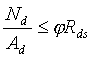 N_d / A_d ≤ φR_ds